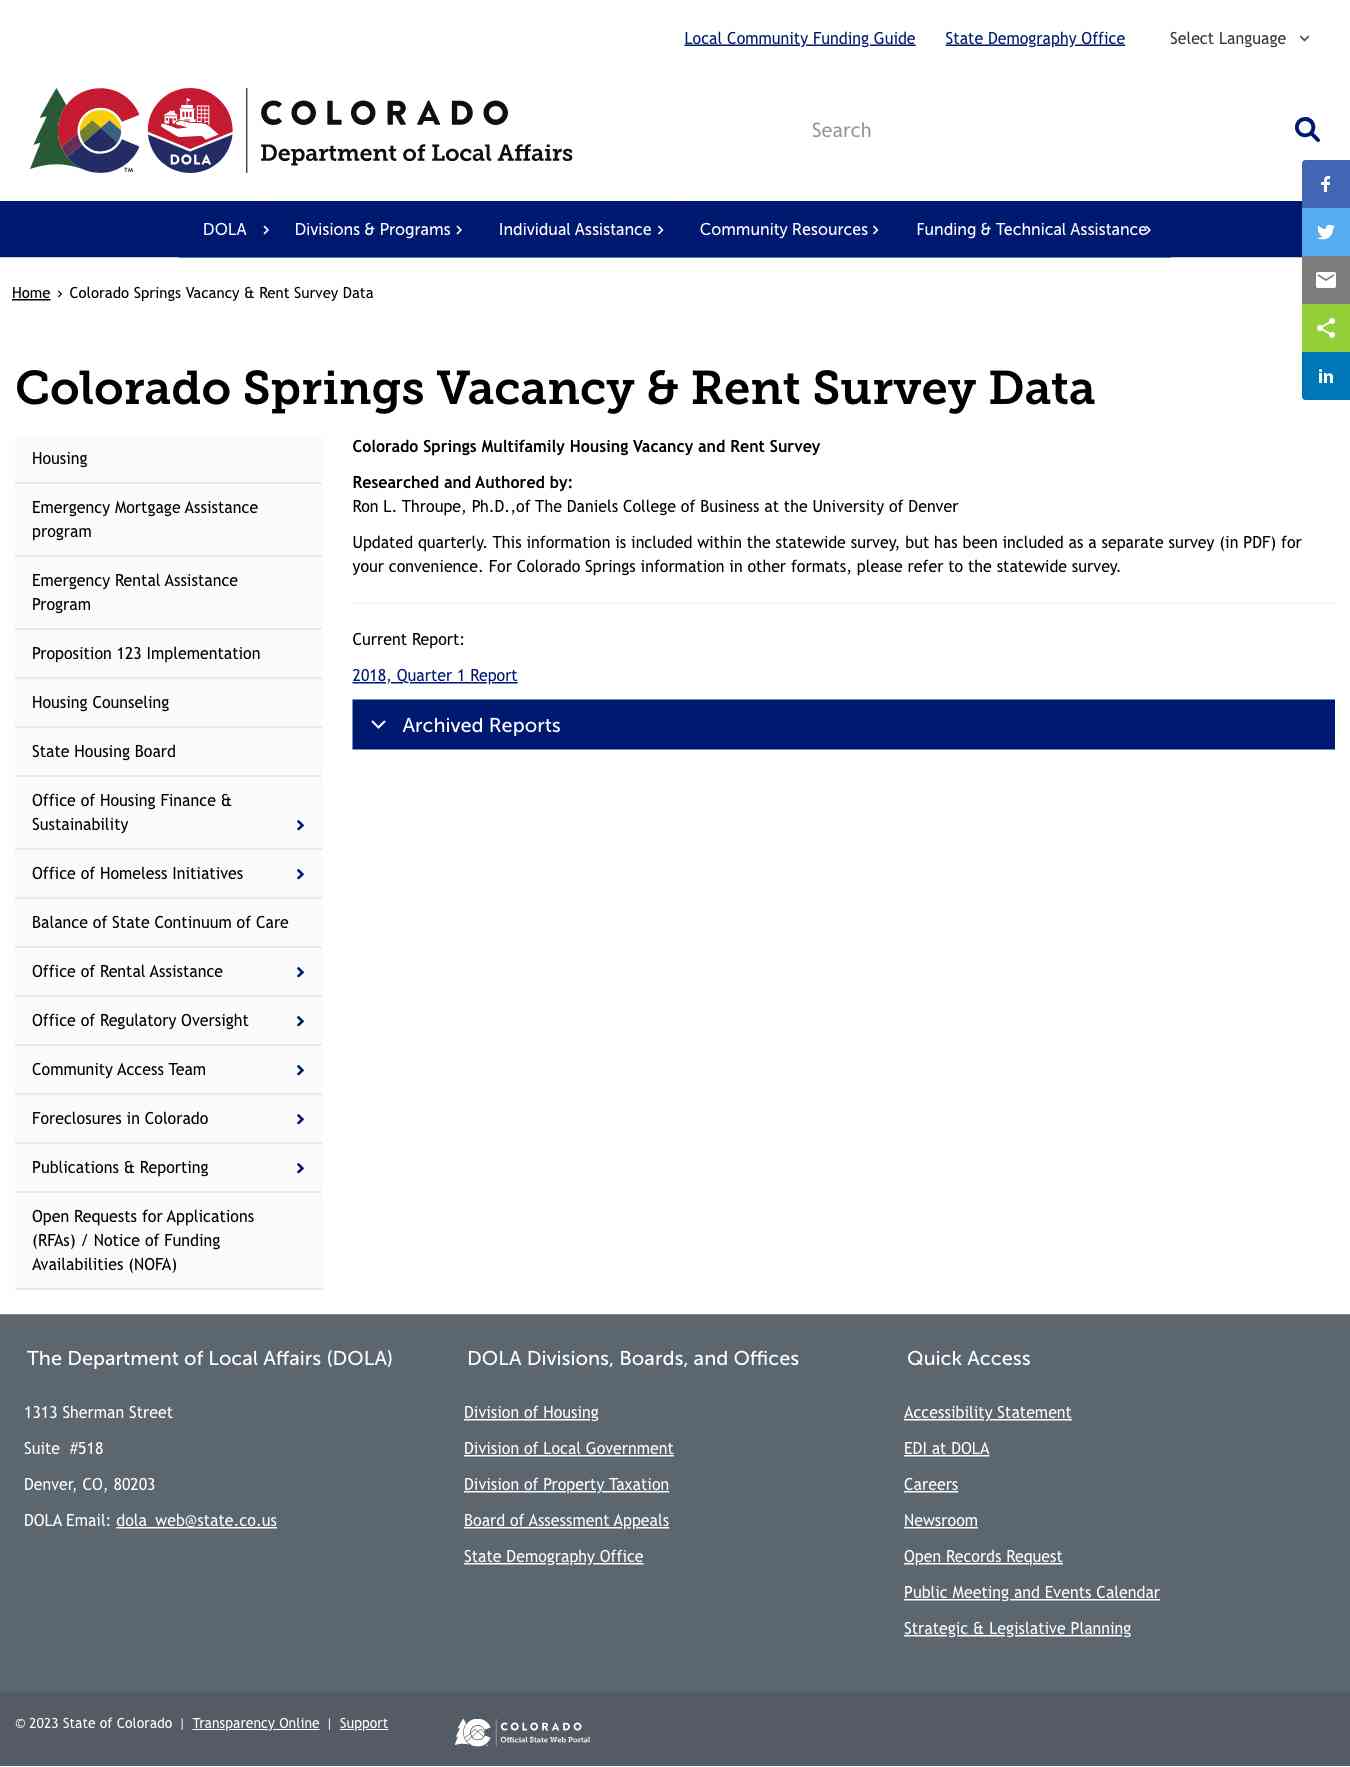 Local Community Funding Guide
State Demography Office
Select Language
COLORADO
Department of Local Affairs
DOLA
TM
Search
DOLA
Divisions & Programs
Individual Assistance
Community Resources
Funding & Technical Assistance
Home › Colorado Springs Vacancy & Rent Survey Data
Colorado Springs Vacancy & Rent Survey Data
Housing
Emergency Mortgage Assistance
program
Emergency Rental Assistance
Program
Proposition 123 Implementation
Housing Counseling
State Housing Board
Office of Housing Finance &
Sustainability
Office of Homeless Initiatives
Balance of State Continuum of Care
Office of Rental Assistance
Office of Regulatory Oversight
Community Access Team
Foreclosures in Colorado
Publications & Reporting
Open Requests for Applications
(RFAs) / Notice of Funding
Availabilities (NOFA)
Colorado Springs Multifamily Housing Vacancy and Rent Survey
Researched and Authored by:
Ron L. Throupe, Ph.D.,of The Daniels College of Business at the University of Denver
Updated quarterly. This information is included within the statewide survey, but has been included as a separate survey (in PDF) for
your convenience. For Colorado Springs information in other formats, please refer to the statewide survey.
Current Report:
2018, Quarter 1 Report
Archived Reports
The Department of Local Affairs (DOLA)
1313 Sherman Street
Suite #518
Denver, CO, 80203
DOLA Email: dola_web@state.co.us
DOLA Divisions, Boards, and Offices
Division of Housing
Division of Local Government
Division of Property Taxation
Board of Assessment Appeals
State Demography Office
Quick Access
Accessibility Statement
EDI at DOLA
Careers
Newsroom
Open Records Request
Public Meeting and Events Calendar
Strategic & Legislative Planning
© 2023 State of Colorado | Transparency Online | Support
COLORADO
Official State Web Portal